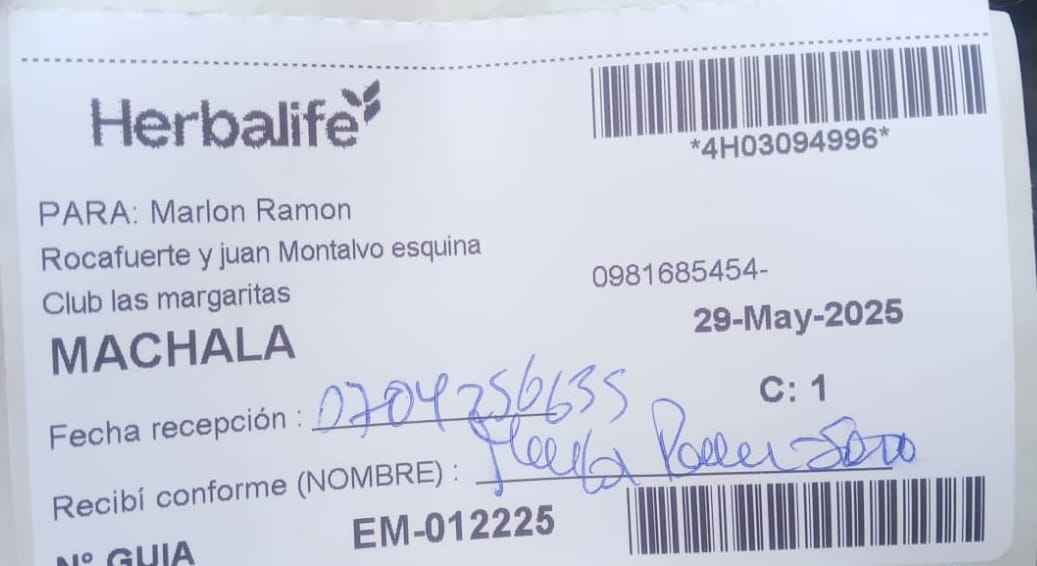 Herbalife
*4H03094996*
PARA: Marlon Ramon
Rocafuerte y juan Montalvo esquina
Club las margaritas
0981685454-
MACHALA
29-May-2025
C: 1
Fecha recepción : 0704256635
Recibí conforme (NOMBRE) :
EM-012225
Nº GUIA